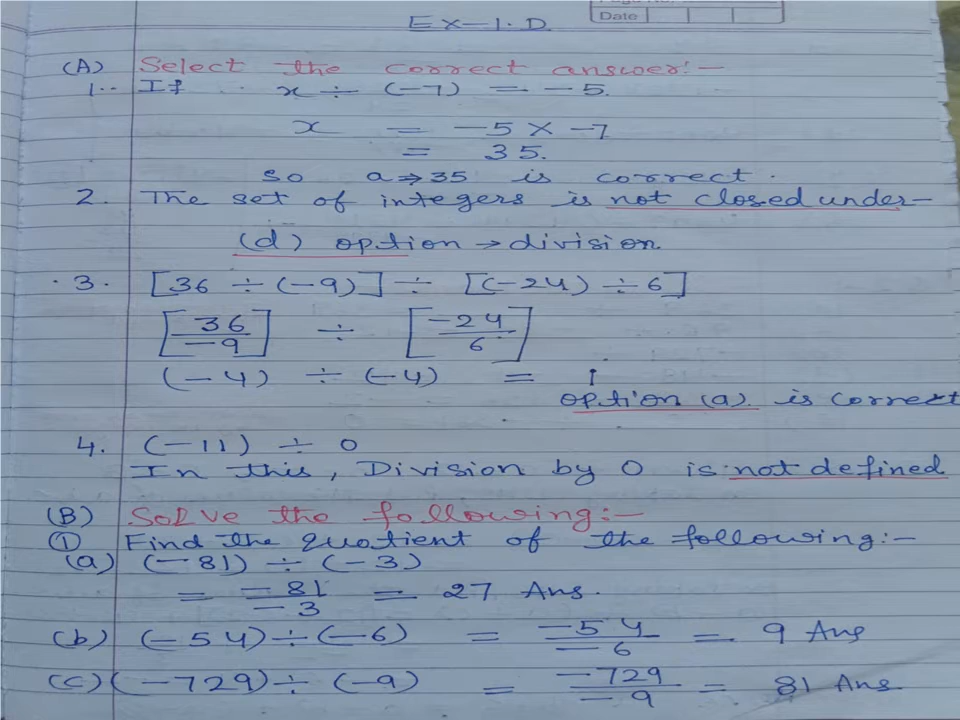 Date
Ex-1.D
(A) Select the correct answer:-
1.. If x ÷ (-7) = -5.
x = -5 × -7
= 35.
so a⇒35 is correct.
2. The set of integers is not closed under-
(d) option → division
3. [36 ÷ (-9)] ÷ [(-24) ÷ 6]
[36/-9] ÷ [-24/6]
(-4) ÷ (-4) = 1
option (a) is correct
4. (-11) ÷ 0
In this, Division by 0 is not defined
(B) Solve the following:-
① Find the quotient of the following:-
(a) (-81) ÷ (-3)
= -81/-3 = 27 Ans.
(b) (-54) ÷ (-6) = -54/-6 = 9 Ans
(c) (-729) ÷ (-9) = -729/-9 = 81 Ans